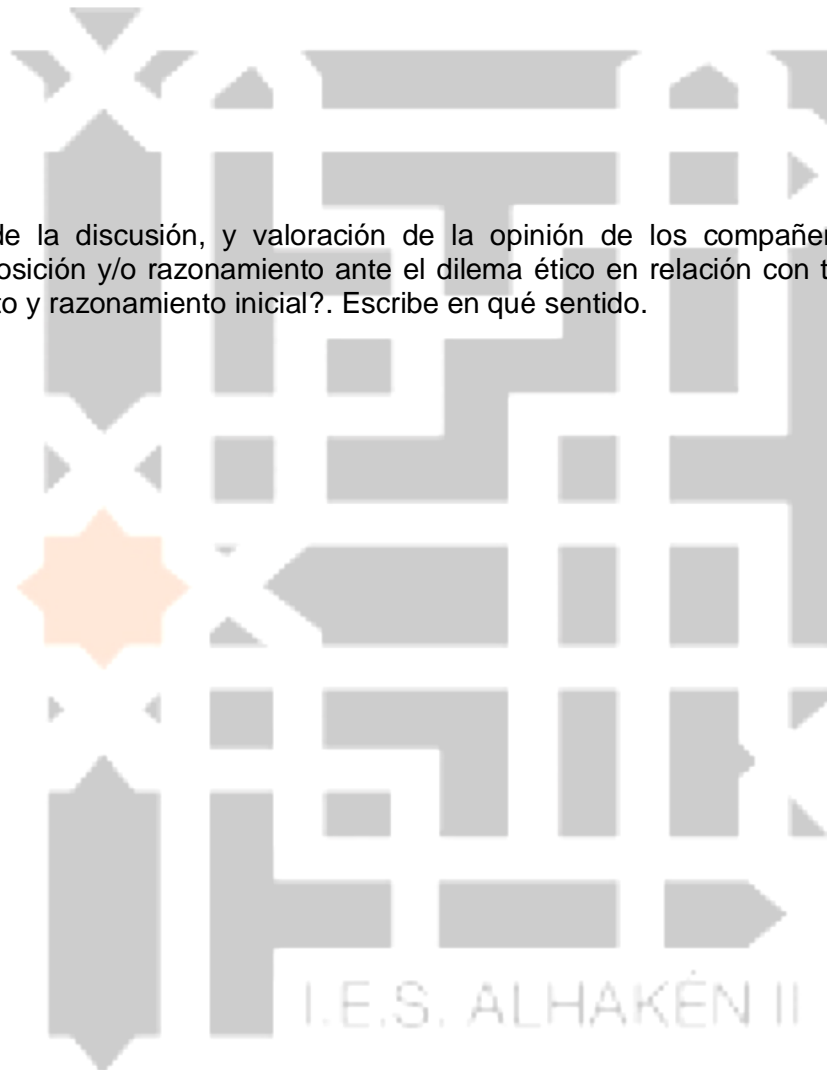 de la discusión, y valoración de la opinión de los compañer
osición y/o razonamiento ante el dilema ético en relación con t
to y razonamiento inicial?. Escribe en qué sentido.
I.E.S. ALHAKÉN II